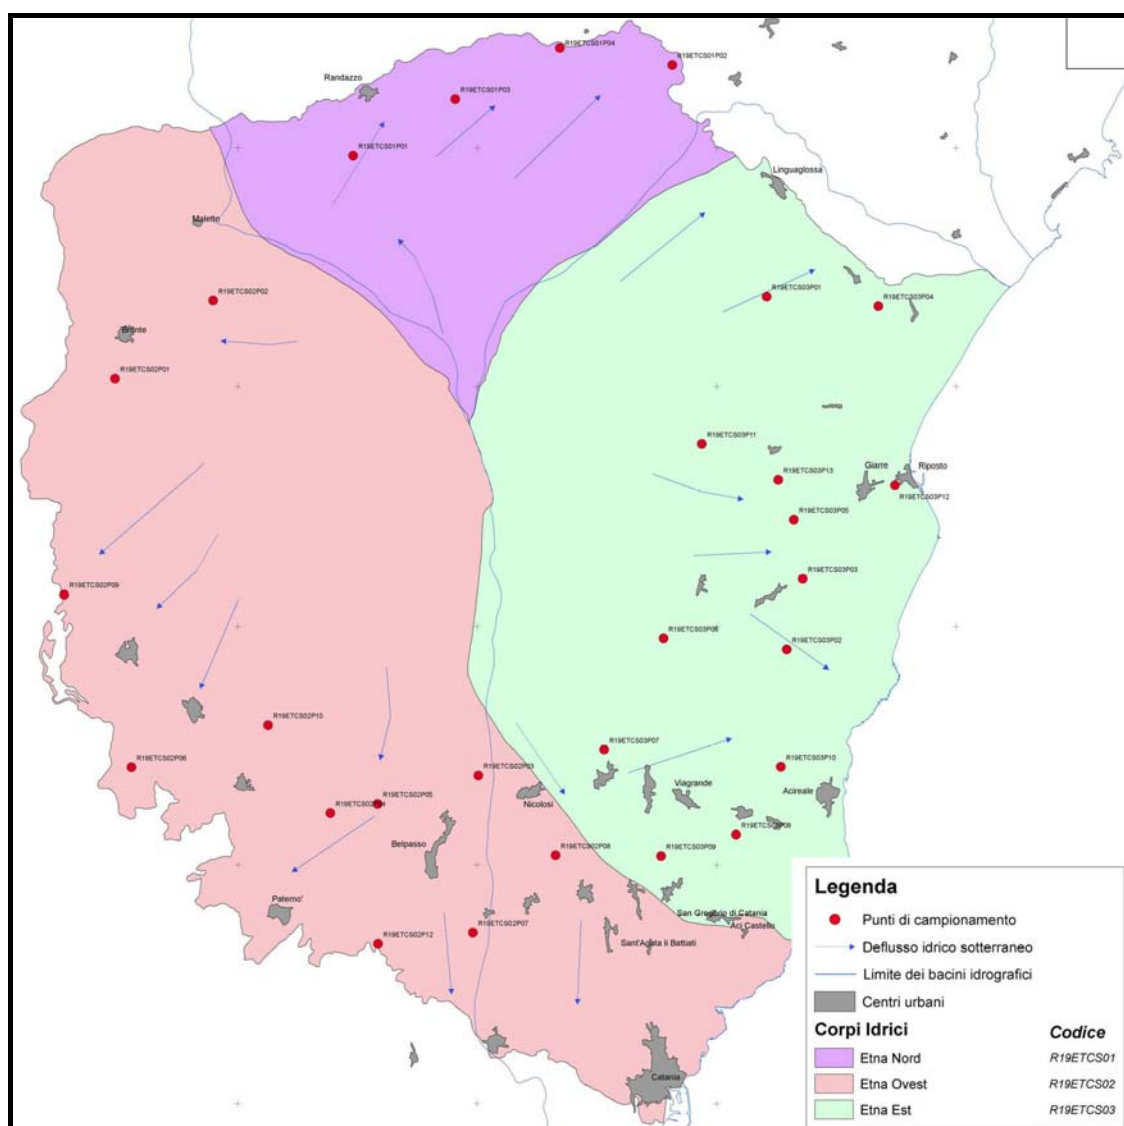 R19ETCS01P04
R19ETCS01P02
Randazzo
R19ETCS01P03
R19ETCS01P01
Linguaglossa
Maletto
R19ETCS02P02
R19ETCS03P01
R19ETCS03P04
Bronte
R19ETCS02P01
R19ETCS03P11
Giarre
Riposto
R19ETCS03P13
R19ETCS03P12
R19ETCS03P05
R19ETCS03P03
R19ETCS02P09
R19ETCS03P02
R19ETCS02P10
R19ETCS03P07
R19ETCS02P06
R19ETCS02P03
R19ETCS03P10
Viagrande
Acireale
Nicolosi
R19ETCS02P05
Belpasso
R19ETCS02P08
R19ETCS03P09
Paterno'
San Gregorio di Catania
Aci Castello
R19ETCS02P07
R19ETCS02P12
Sant'Agata li Battiati
Catania
Legenda
Punti di campionamento
Deflusso idrico sotterraneo
Limite dei bacini idrografici
Centri urbani
Corpi Idrici Codice
Etna Nord R19ETCS01
Etna Ovest R19ETCS02
Etna Est R19ETCS03